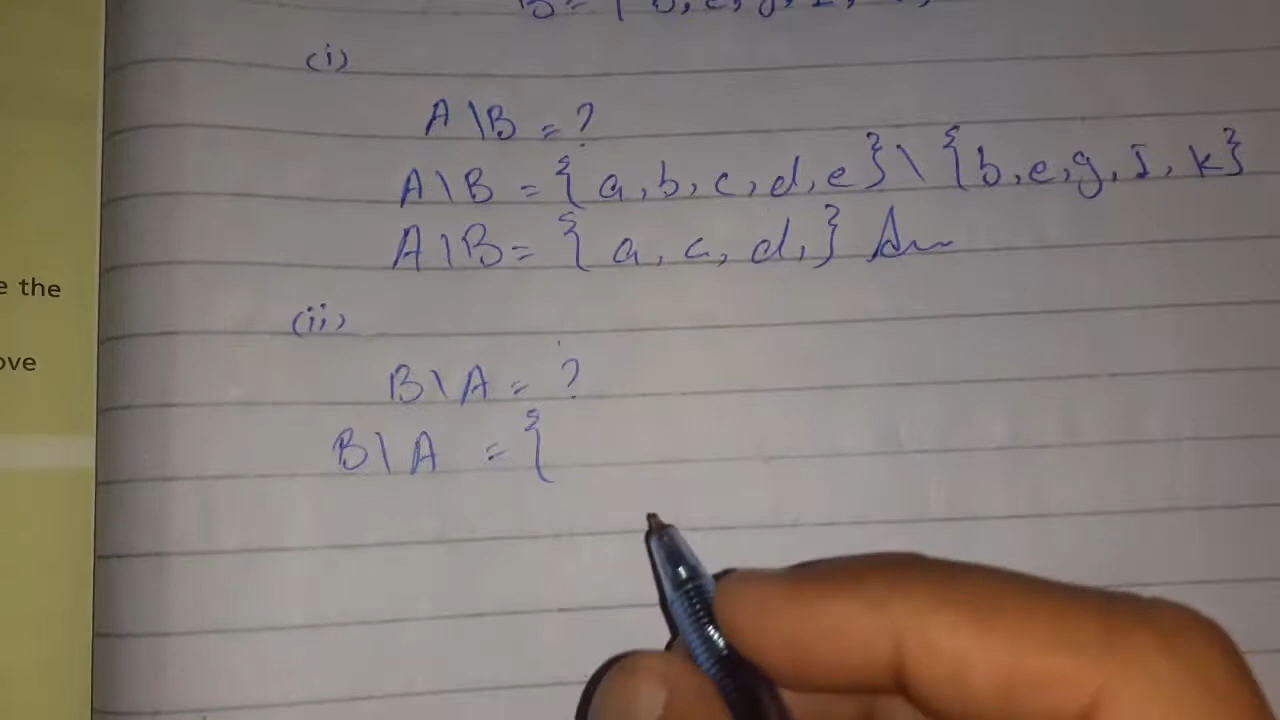 (i)
A \ B = ?
A \ B = { a, b, c, d, e } \ { b, e, g, i, k }
A \ B = { a, c, d, } Ans
(ii)
B \ A = ?
B \ A = {
e the
ove